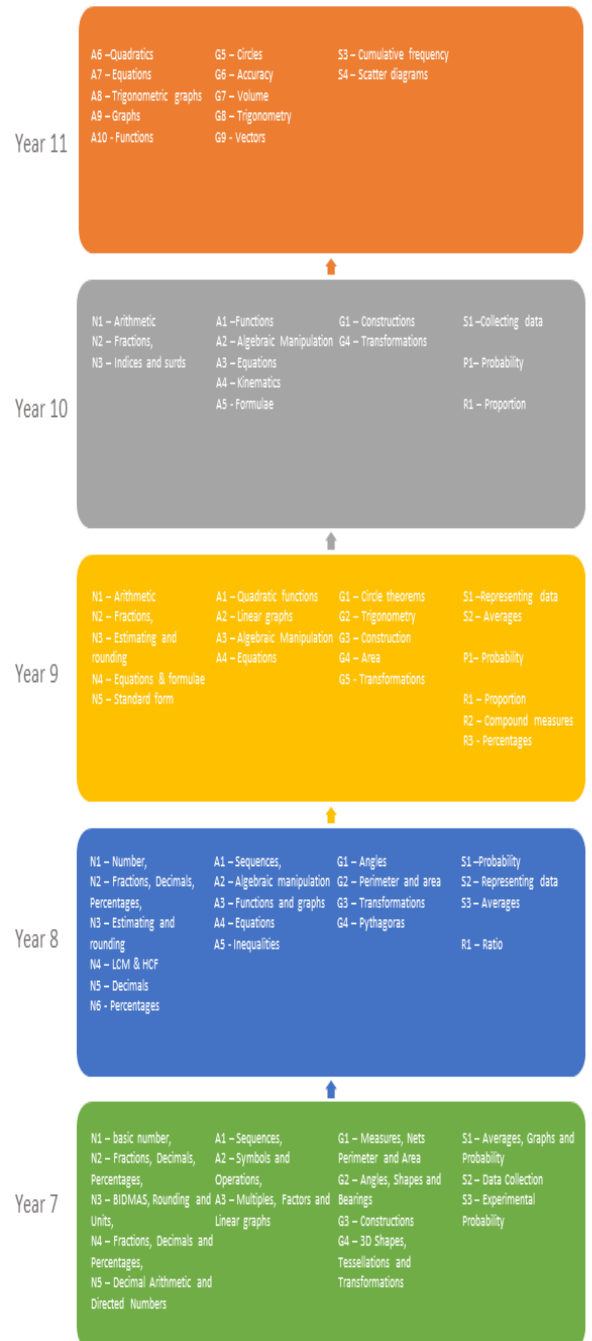 Year 11
A6 –Quadratics
A7 – Equations
A8 – Trigonometric graphs
A9 – Graphs
A10 - Functions
G5 – Circles
G6 – Accuracy
G7 – Volume
G8 – Trigonometry
G9 - Vectors
S3 – Cumulative frequency
S4 – Scatter diagrams
Year 10
N1 – Arithmetic
N2 – Fractions,
N3 – Indices and surds
A1 –Functions
A2 – Algebraic Manipulation
A3 – Equations
A4 – Kinematics
A5 - Formulae
G1 – Constructions
G4 – Transformations
S1 –Collecting data
P1– Probability
R1 – Proportion
Year 9
N1 – Arithmetic
N2 – Fractions,
N3 – Estimating and
rounding
N4 – Equations & formulae
N5 – Standard form
A1 – Quadratic functions
A2 – Linear graphs
A3 – Algebraic Manipulation
A4 – Equations
G1 – Circle theorems
G2 – Trigonometry
G3 – Construction
G4 – Area
G5 - Transformations
S1 –Representing data
S2 – Averages
P1– Probability
R1 – Proportion
R2 – Compound measures
R3 - Percentages
Year 8
N1 – Number,
N2 – Fractions, Decimals,
Percentages,
N3 – Estimating and
rounding
N4 – LCM & HCF
N5 – Decimals
N6 - Percentages
A1 – Sequences,
A2 – Algebraic manipulation
A3 – Functions and graphs
A4 – Equations
A5 - Inequalities
G1 – Angles
G2 – Perimeter and area
G3 – Transformations
G4 – Pythagoras
S1 –Probability
S2 – Representing data
S3 – Averages
R1 – Ratio
Year 7
N1 – basic number,
N2 – Fractions, Decimals,
Percentages,
N3 – BIDMAS, Rounding and
Units,
N4 – Fractions, Decimals and
Percentages,
N5 – Decimal Arithmetic and
Directed Numbers
A1 – Sequences,
A2 – Symbols and
Operations,
A3 – Multiples, Factors and
Linear graphs
G1 – Measures, Nets
Perimeter and Area
G2 – Angles, Shapes and
Bearings
G3 – Constructions
G4 – 3D Shapes,
Tessellations and
Transformations
S1 – Averages, Graphs and
Probability
S2 – Data Collection
S3 – Experimental
Probability